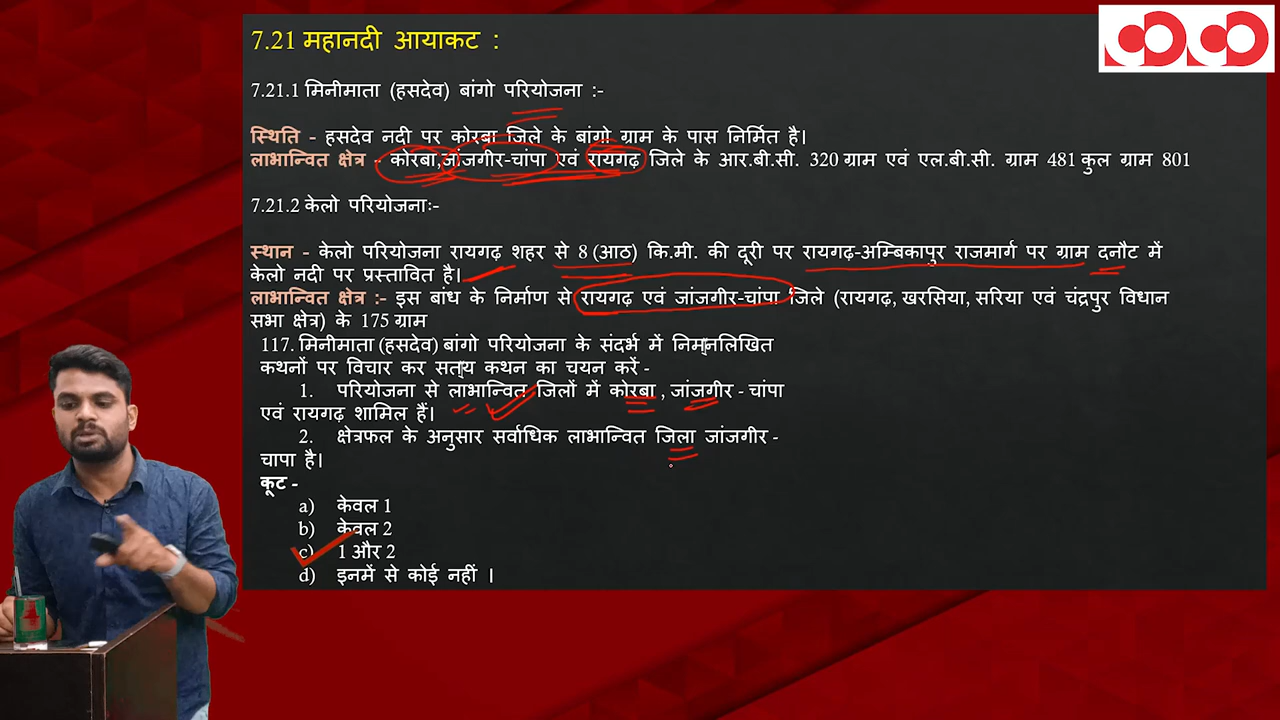 7.21 महानदी आयाकट :
7.21.1 मिनीमाता (हसदेव) बांगो परियोजना :-
स्थिति - हसदेव नदी पर कोरबा जिले के बांगो ग्राम के पास निर्मित है।
लाभान्वित क्षेत्र - कोरबा,जांजगीर-चांपा एवं रायगढ़ जिले के आर.बी.सी. 320 ग्राम एवं एल.बी.सी. ग्राम 481 कुल ग्राम 801
7.21.2 केलो परियोजनाः-
स्थान - केलो परियोजना रायगढ़ शहर से 8 (आठ) कि.मी. की दूरी पर रायगढ़-अम्बिकापुर राजमार्ग पर ग्राम दनौट में
केलो नदी पर प्रस्तावित है।
लाभान्वित क्षेत्र :- इस बांध के निर्माण से रायगढ़ एवं जांजगीर-चांपा जिले (रायगढ़, खरसिया, सरिया एवं चंद्रपुर विधान
सभा क्षेत्र) के 175 ग्राम
117. मिनीमाता (हसदेव) बांगो परियोजना के संदर्भ में निम्नलिखित
कथनों पर विचार कर सत्य कथन का चयन करें -
1. परियोजना से लाभान्वित जिलों में कोरबा , जांजगीर - चांपा
एवं रायगढ़ शामिल हैं।
2. क्षेत्रफल के अनुसार सर्वाधिक लाभान्वित जिला जांजगीर -
चापा है।
कूट -
a) केवल 1
b) केवल 2
c) 1 और 2
d) इनमें से कोई नहीं ।